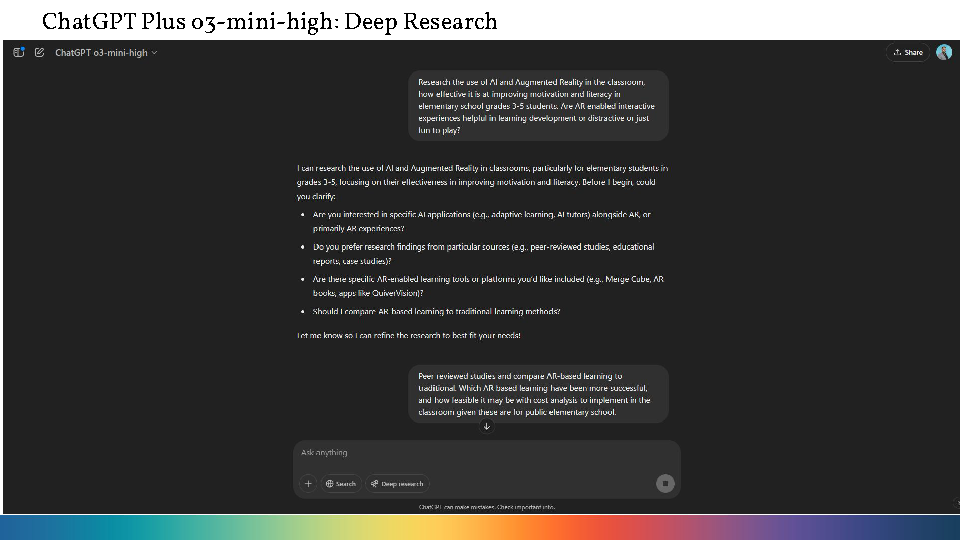 ChatGPT Plus o3-mini-high: Deep Research
ChatGPT o3-mini-high
Share
Research the use of AI and Augmented Reality in the classroom,
how effective it is at improving motivation and literacy in
elementary school grades 3-5 students. Are AR enabled interactive
experiences helpful in learning development or distractive or just
fun to play?
I can research the use of AI and Augmented Reality in classrooms, particularly for elementary students in
grades 3-5, focusing on their effectiveness in improving motivation and literacy. Before I begin, could
you clarify:
• Are you interested in specific AI applications (e.g., adaptive learning, AI tutors) alongside AR, or
primarily AR experiences?
• Do you prefer research findings from particular sources (e.g., peer-reviewed studies, educational
reports, case studies)?
• Are there specific AR-enabled learning tools or platforms you'd like included (e.g., Merge Cube, AR
books, apps like QuiverVision)?
• Should I compare AR-based learning to traditional learning methods?
Let me know so I can refine the research to best fit your needs!
Peer reviewed studies and compare AR-based learning to
traditional. Which AR based learning have been more successful,
and how feasible it may be with cost analysis to implement in the
classroom given these are for public elementary school.
Ask anything
Search
Deep research
ChatGPT can make mistakes. Check important info.